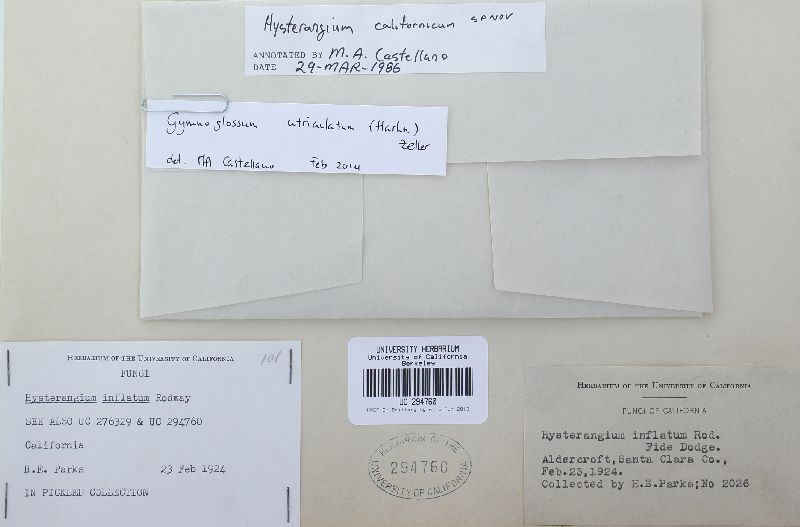 Hysterangium californicum SP NOV
ANNOTATED BY M.A. Castellano
DATE 29-MAR-1986
Gymnoglossum utriculatum (Harkn.)
Zeller
det. MA Castellano Feb 2014
HERBARIUM OF THE UNIVERSITY OF CALIFORNIA
FUNGI
Hysterangium inflatum Rodway
SEE ALSO UC 276329 & UC 294760
California
H.E. Parks 23 Feb 1924
IN PICKLED COLLECTION
UNIVERSITY HERBARIUM
University of California
Berkeley
UC 294760
HERBARIUM OF THE
294760
UNIVERSITY OF CALIFORNIA
HERBARIUM OF THE UNIVERSITY OF CALIFORNIA
FUNGI OF CALIFORNIA
Hysterangium inflatum Rod.
Fide Dodge.
Aldercroft, Santa Clara Co.,
Feb.23,1924.
Collected by H.E.Parks;No 2026